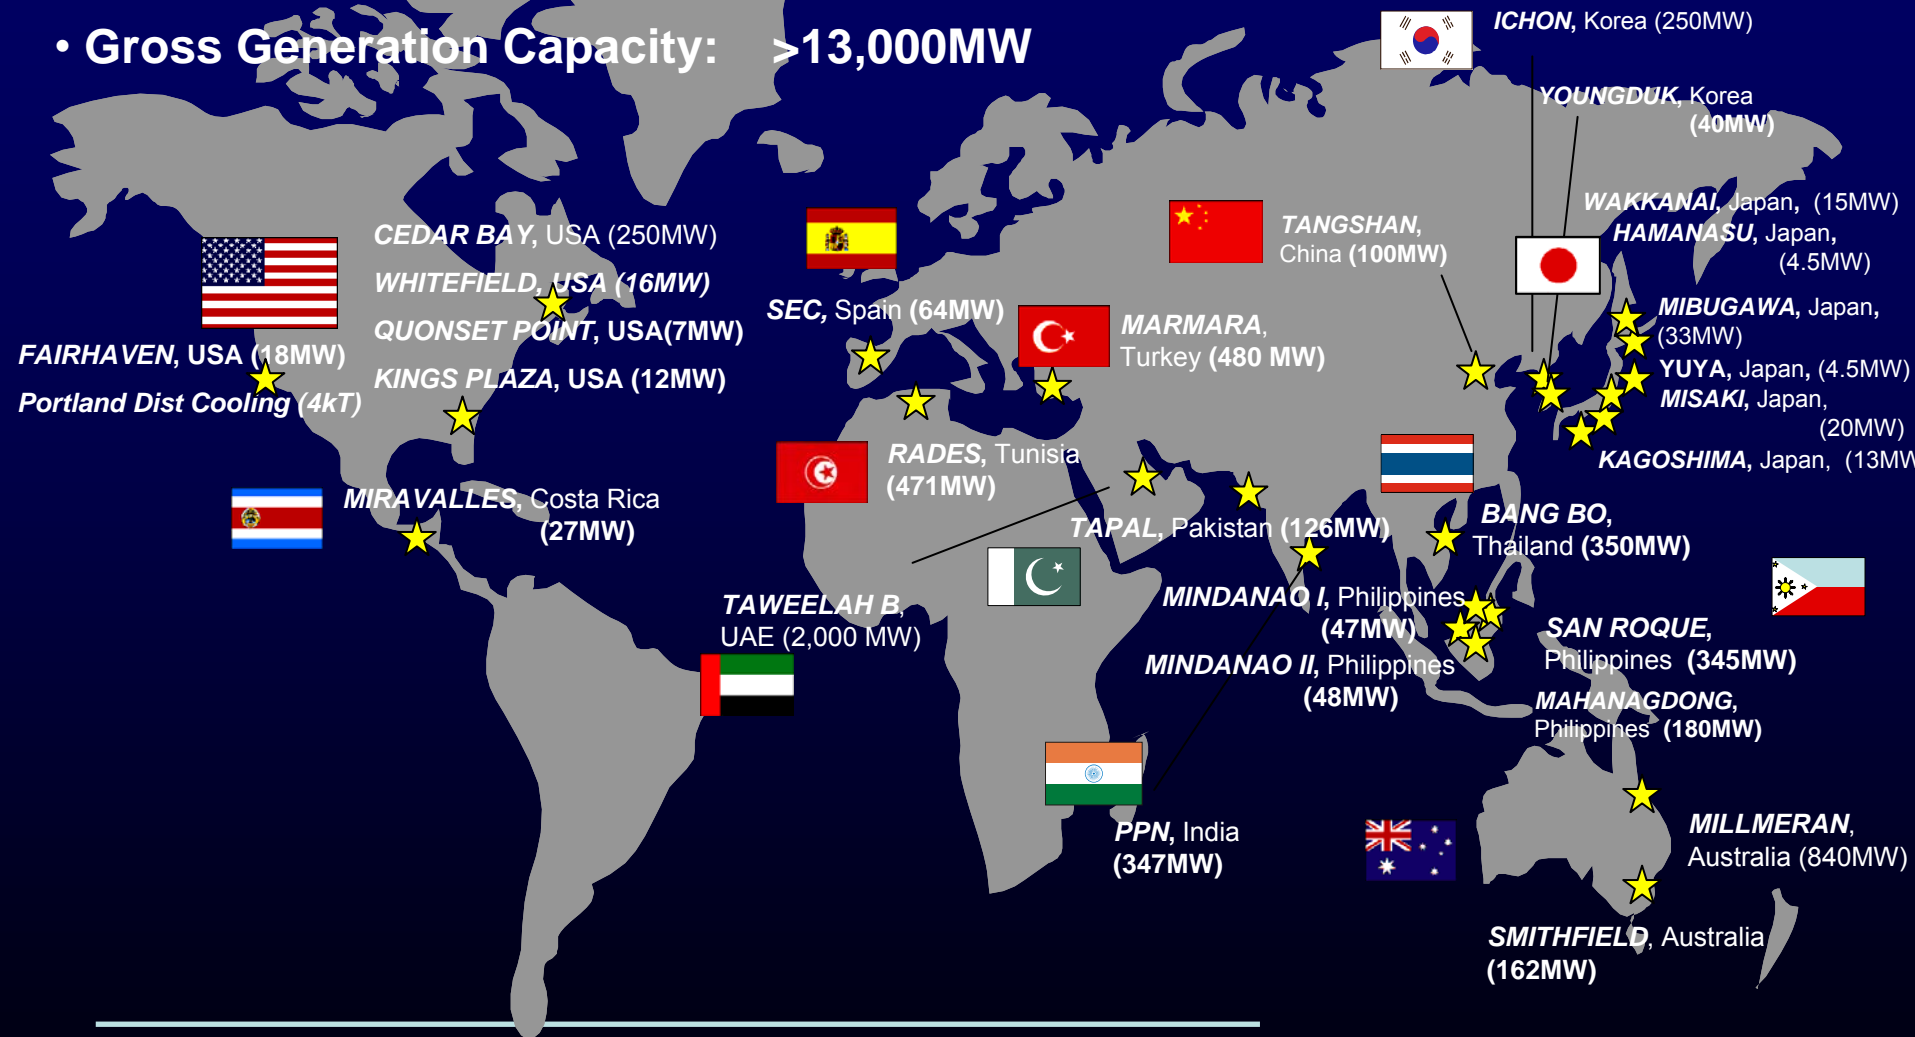 • Gross Generation Capacity: >13,000MW
ICHON, Korea (250MW)
YOUNGDUK, Korea
(40MW)
WAKKANAI, Japan, (15MW)
HAMANASU, Japan,
(4.5MW)
MIBUGAWA, Japan,
(33MW)
YUYA, Japan, (4.5MW)
MISAKI, Japan,
(20MW)
KAGOSHIMA, Japan, (13MW
TANGSHAN,
China (100MW)
CEDAR BAY, USA (250MW)
WHITEFIELD, USA (16MW)
QUONSET POINT, USA(7MW)
KINGS PLAZA, USA (12MW)
FAIRHAVEN, USA (18MW)
Portland Dist Cooling (4kT)
SEC, Spain (64MW)
MARMARA,
Turkey (480 MW)
RADES, Tunisia
(471MW)
MIRAVALLES, Costa Rica
(27MW)
TAPAL, Pakistan (126MW)
BANG BO,
Thailand (350MW)
TAWEELAH B,
UAE (2,000 MW)
MINDANAO I, Philippines
(47MW)
MINDANAO II, Philippines
(48MW)
SAN ROQUE,
Philippines (345MW)
MAHANAGDONG,
Philippines (180MW)
PPN, India
(347MW)
MILLMERAN,
Australia (840MW)
SMITHFIELD, Australia
(162MW)